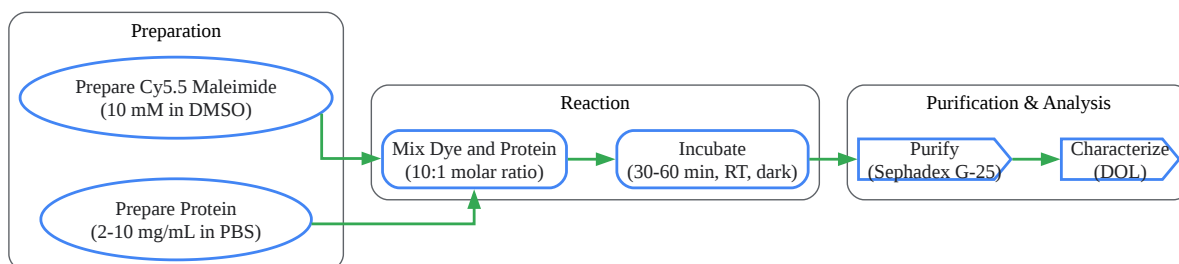 Preparation
Prepare Cy5.5 Maleimide
(10 mM in DMSO)
Prepare Protein
(2-10 mg/mL in PBS)
Reaction
Mix Dye and Protein
(10:1 molar ratio)
Incubate
(30-60 min, RT, dark)
Purification & Analysis
Purify
(Sephadex G-25)
Characterize
(DOL)